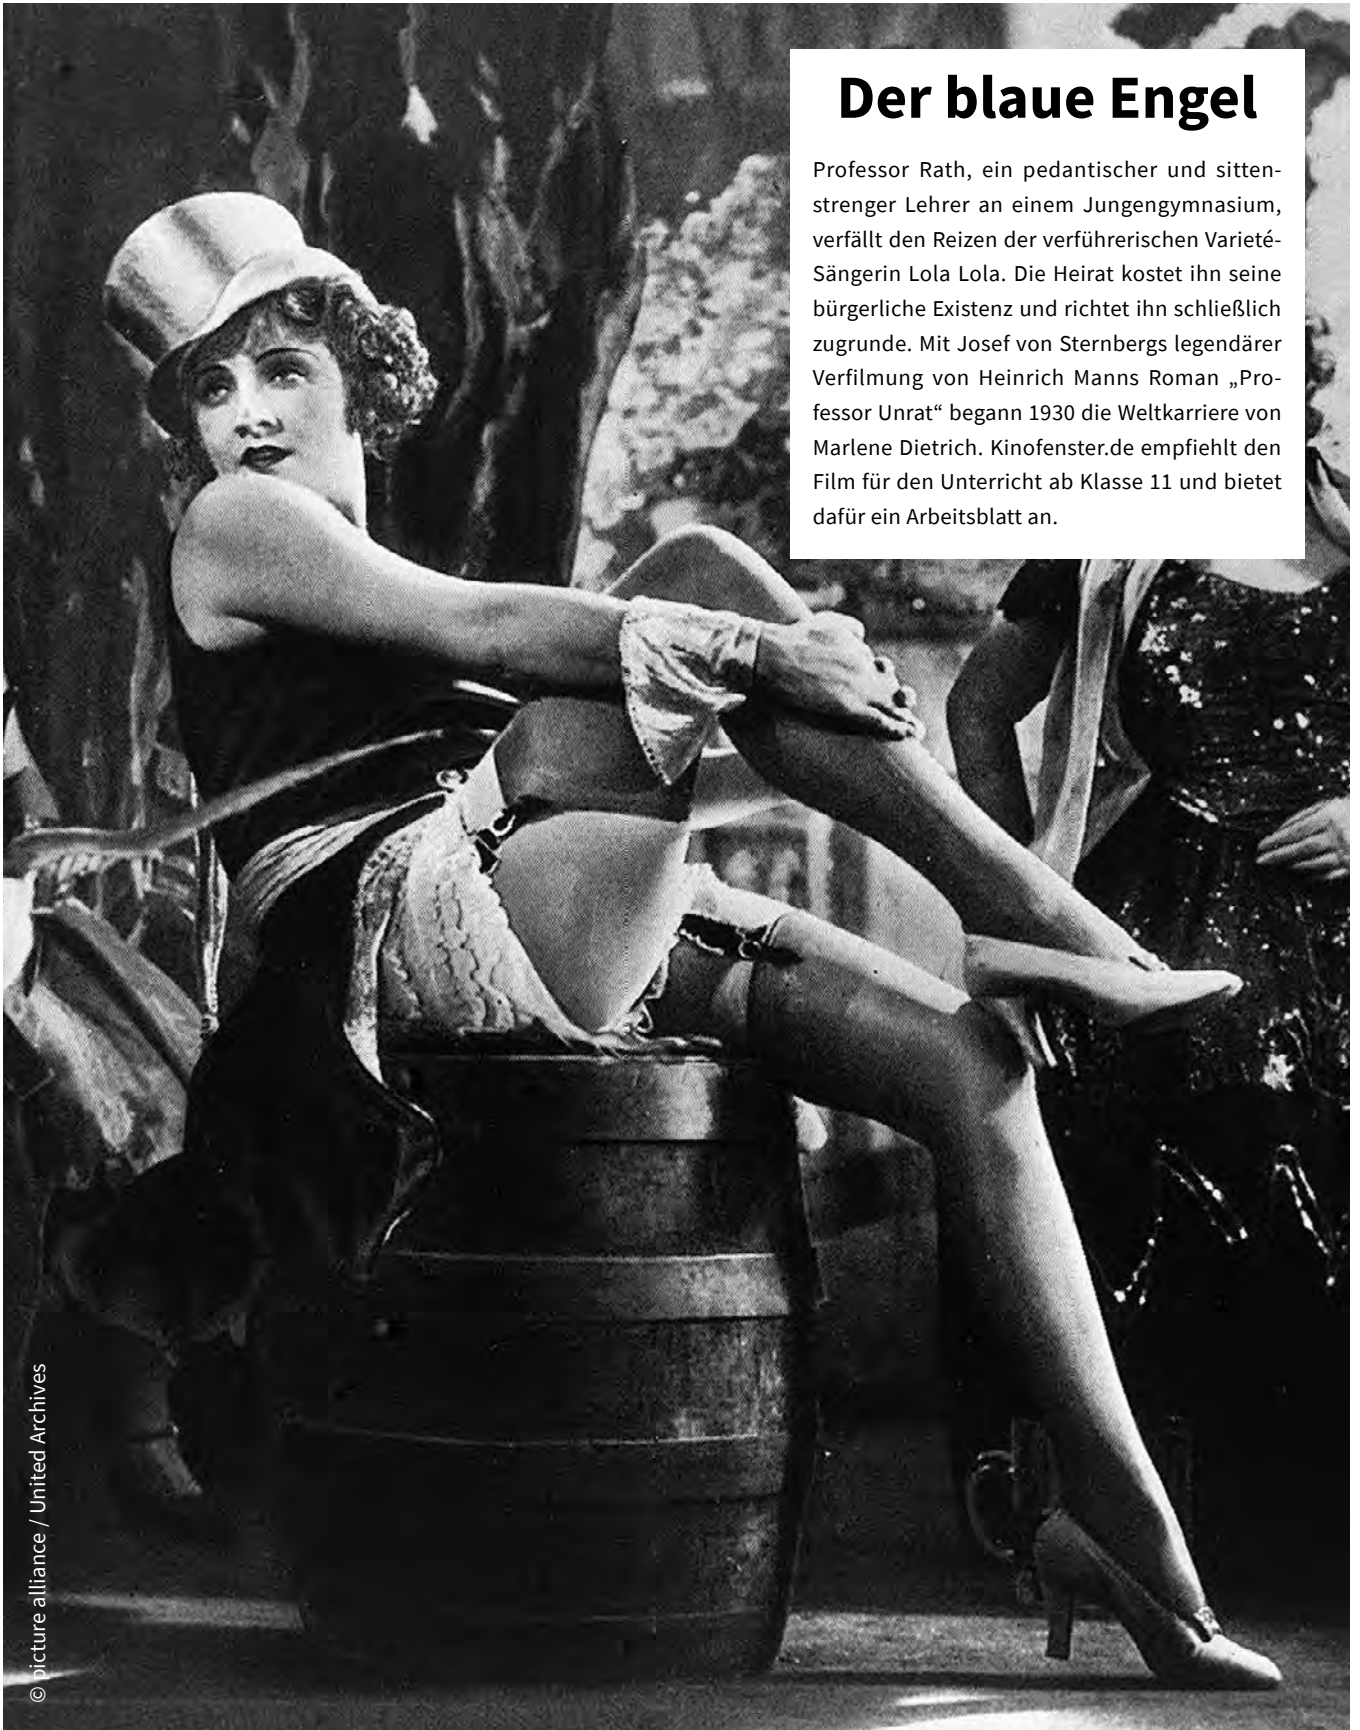 Der blaue Engel
Professor Rath, ein pedantischer und sitten-
strenger Lehrer an einem Jungengymnasium,
verfällt den Reizen der verführerischen Varieté-
Sängerin Lola Lola. Die Heirat kostet ihn seine
bürgerliche Existenz und richtet ihn schließlich
zugrunde. Mit Josef von Sternbergs legendärer
Verfilmung von Heinrich Manns Roman „Pro-
fessor Unrat“ begann 1930 die Weltkarriere von
Marlene Dietrich. Kinofenster.de empfiehlt den
Film für den Unterricht ab Klasse 11 und bietet
dafür ein Arbeitsblatt an.
© picture alliance / United Archives